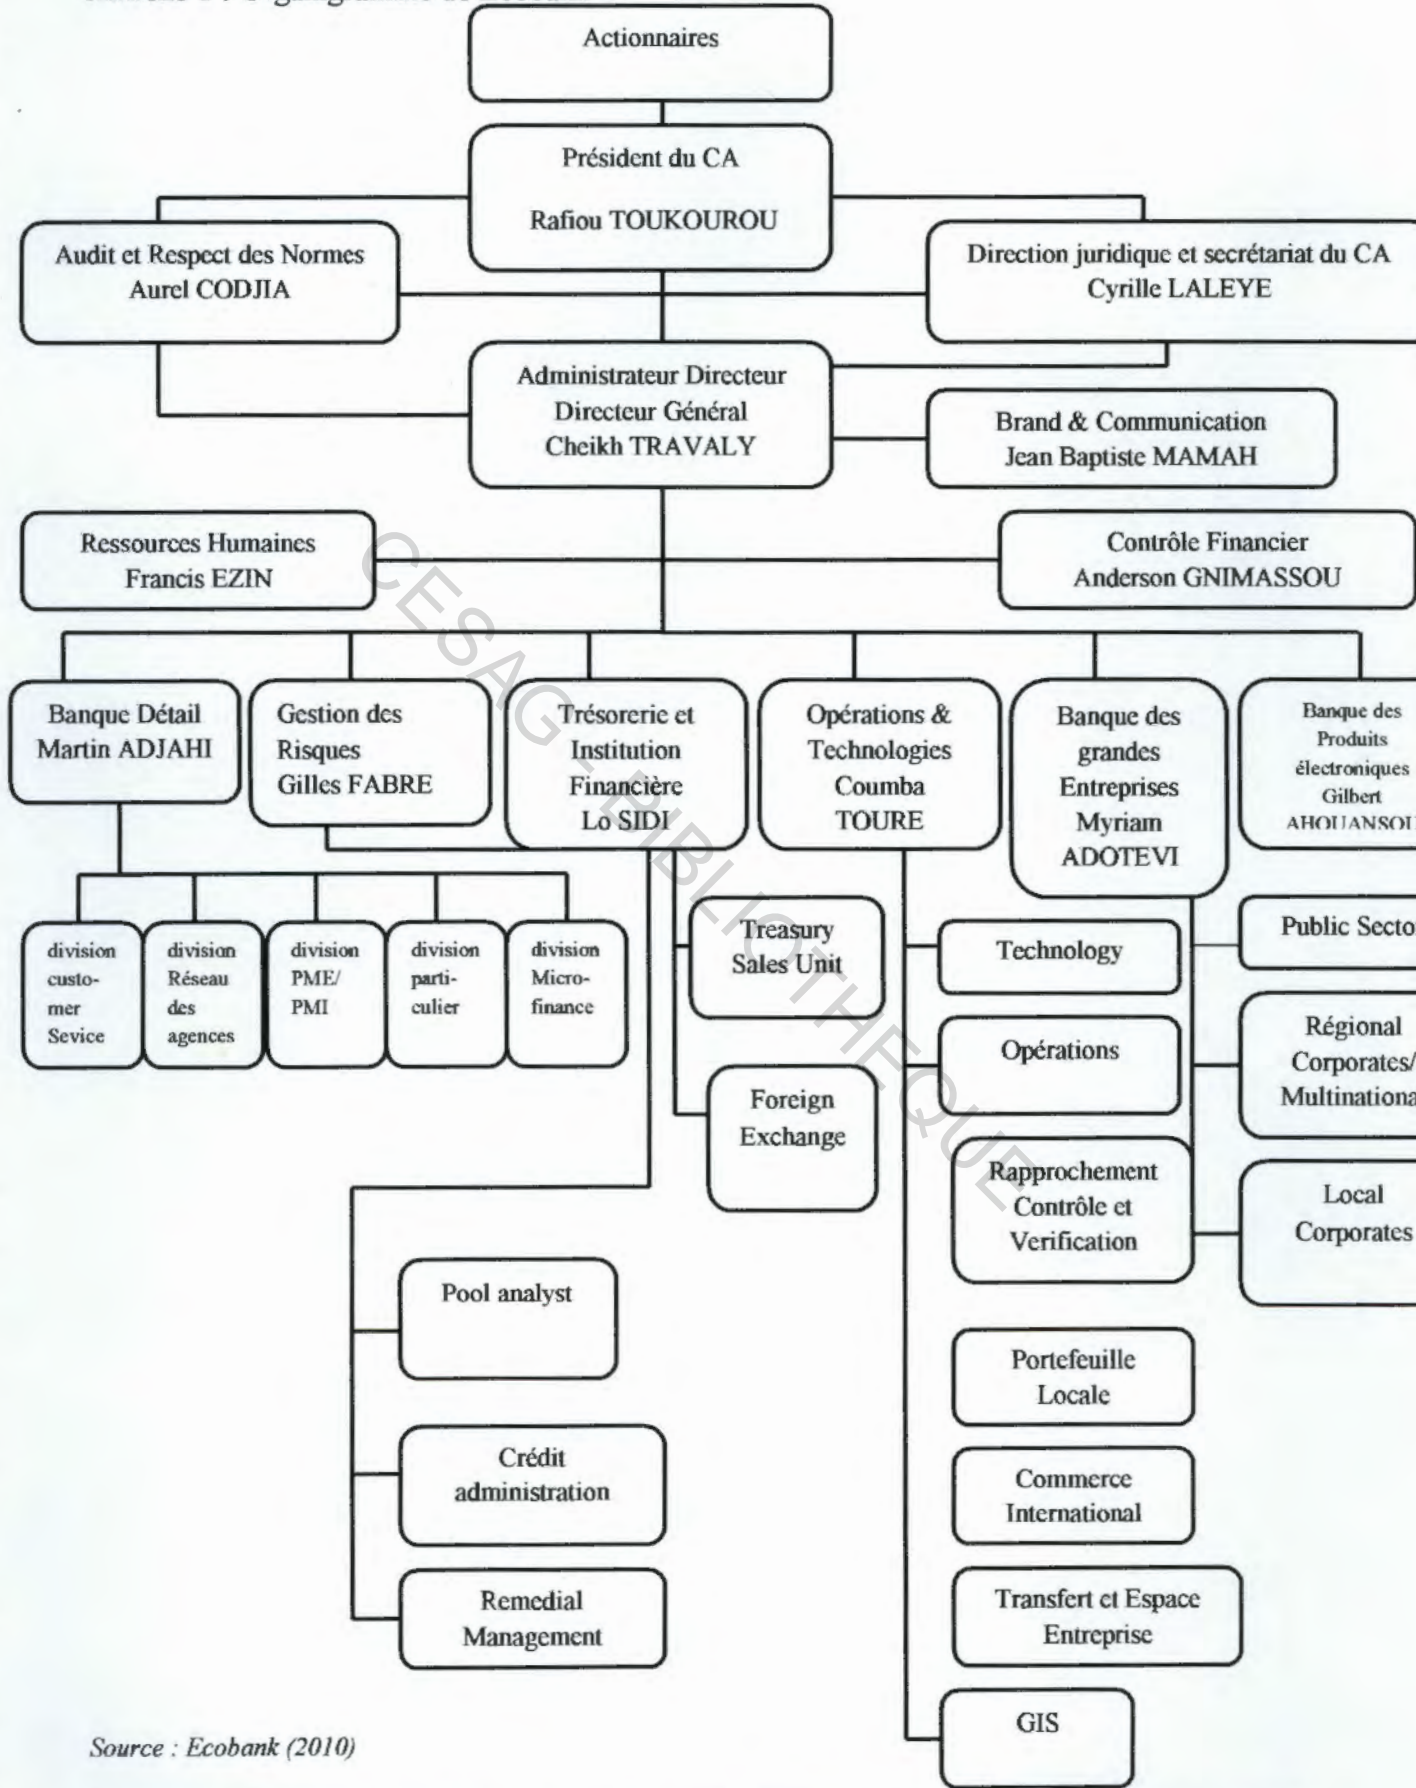 Actionnaires
Président du CA
Rafiou TOUKOUROU
Audit et Respect des Normes
Aurel CODJIA
Direction juridique et secrétariat du CA
Cyrille LALEYE
Administrateur Directeur
Directeur Général
Cheikh TRAVALY
Brand & Communication
Jean Baptiste MAMAH
Ressources Humaines
Francis EZIN
Contrôle Financier
Anderson GNIMASSOU
Banque Détail
Martin ADJAHI
Gestion des
Risques
Gilles FABRE
Trésorerie et
Institution
Financière
Lo SIDI
Opérations &
Technologies
Coumba
TOURE
Banque des
grandes
Entreprises
Myriam
ADOTEVI
Banque des
Produits
électroniques
Gilbert
AHOUANSOU
division
custo-
mer
Sevice
division
Réseau
des
agences
division
PME/
PMI
division
parti-
culier
division
Micro-
finance
Treasury
Sales Unit
Foreign
Exchange
Technology
Opérations
Rapprochement
Contrôle et
Verification
Portefeuille
Locale
Commerce
International
Transfert et Espace
Entreprise
GIS
Public Sector
Régional
Corporates/
Multinational
Local
Corporates
Pool analyst
Crédit
administration
Remedial
Management
CESAG - BIBLIOTHEQUE
Source : Ecobank (2010)